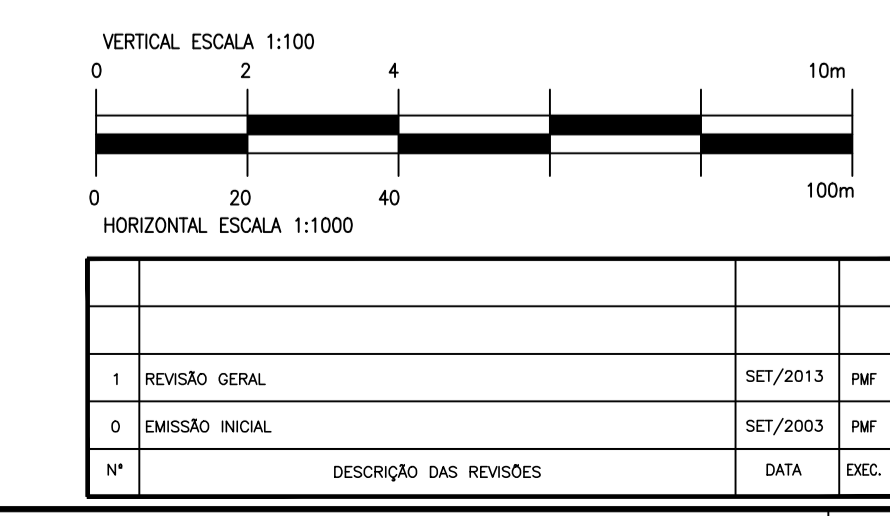 VERTICAL ESCALA 1:100
0 2 4 10m
0 20 40 100m
HORIZONTAL ESCALA 1:1000
1 REVISÃO GERAL SET/2013 PMF
0 EMISSÃO INICIAL SET/2003 PMF
Nº DESCRIÇÃO DAS REVISÕES DATA EXEC.